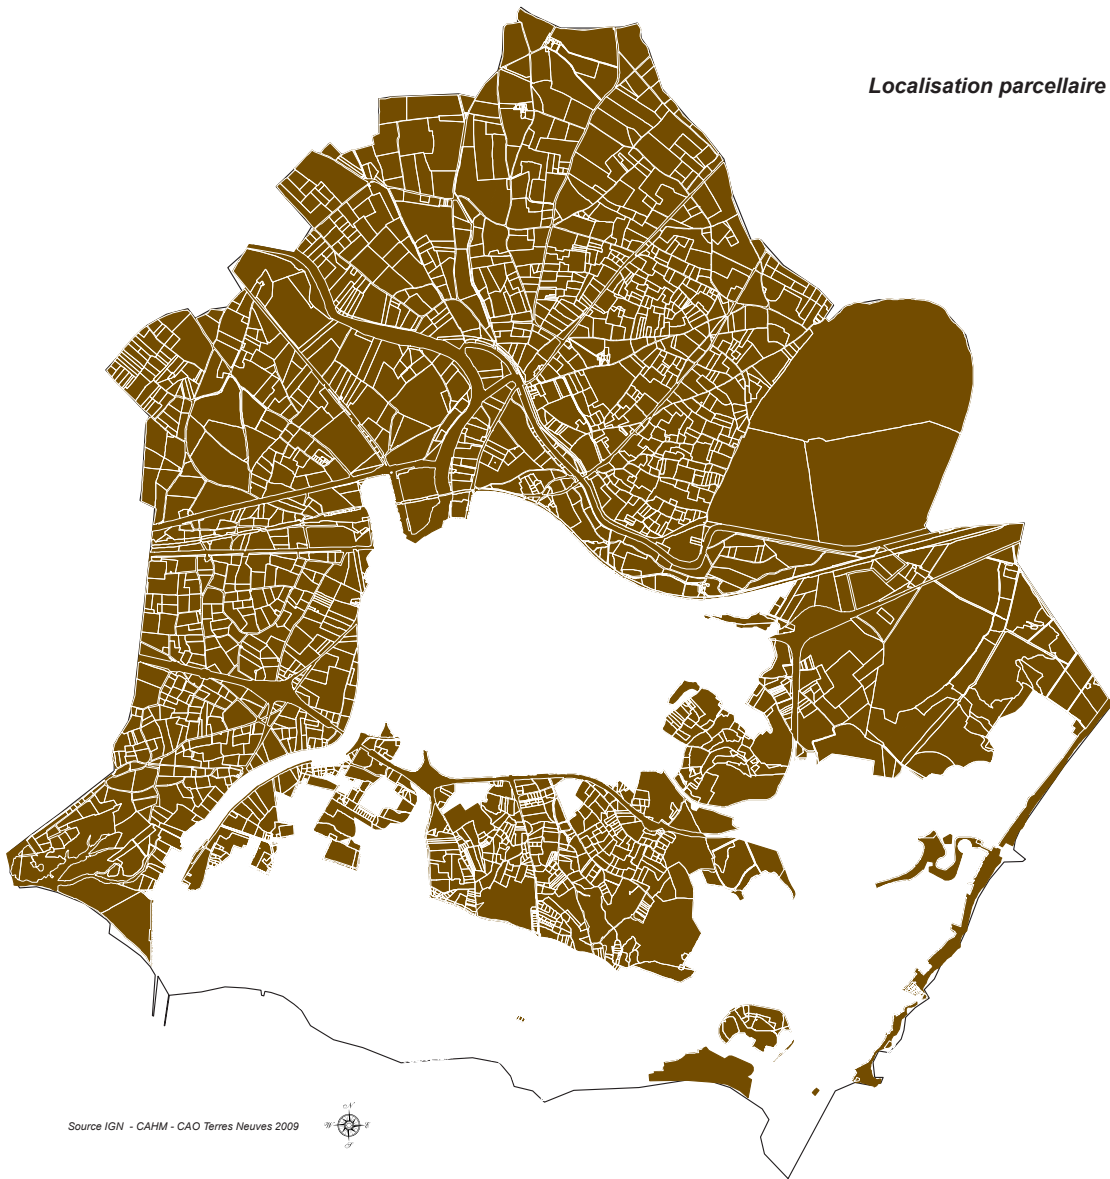 Localisation parcellaire
Source IGN - CAHM - CAO Terres Neuves 2009
N
W E
S